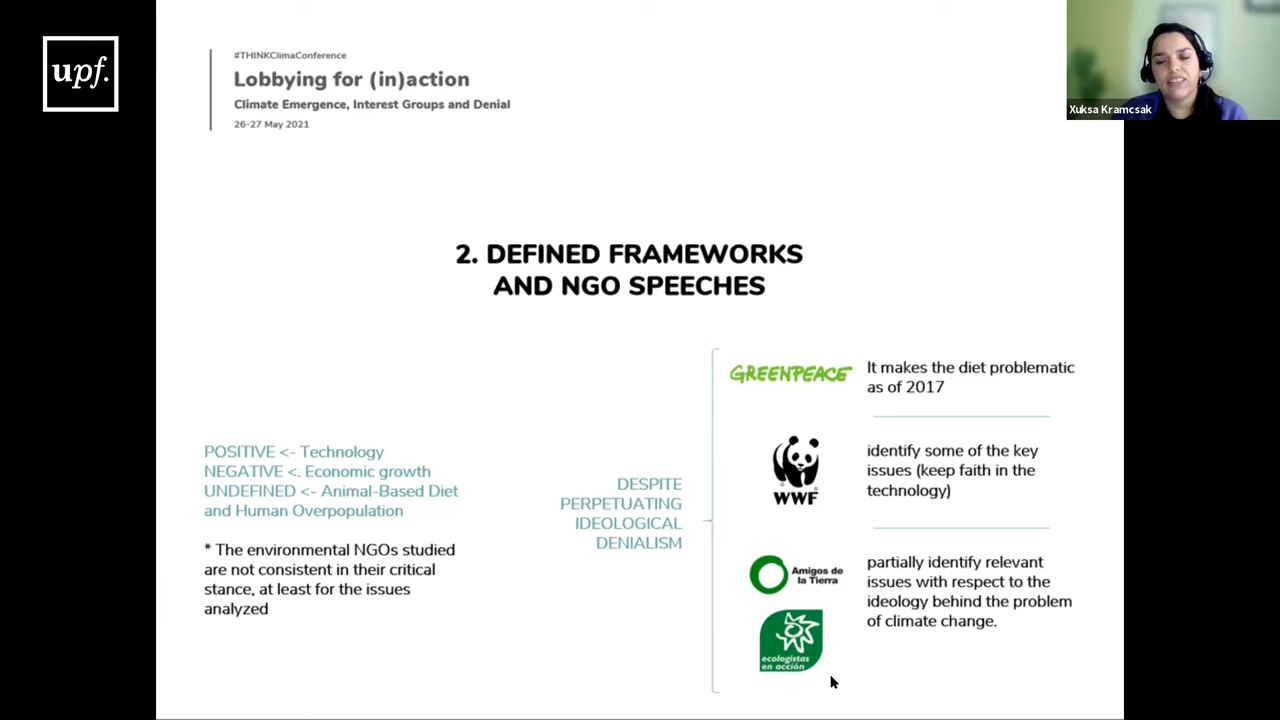 upf.
#THINKClimaConference
Lobbying for (in)action
Climate Emergence, Interest Groups and Denial
26-27 May 2021
Xuksa Kramcsak
2. DEFINED FRAMEWORKS
AND NGO SPEECHES
POSITIVE <- Technology
NEGATIVE <. Economic growth
UNDEFINED <- Animal-Based Diet
and Human Overpopulation
* The environmental NGOs studied
are not consistent in their critical
stance, at least for the issues
analyzed
DESPITE
PERPETUATING
IDEOLOGICAL
DENIALISM
GREENPEACE
It makes the diet problematic
as of 2017
WWF
identify some of the key
issues (keep faith in the
technology)
Amigos de
la Tierra
ecologistas
en acción
partially identify relevant
issues with respect to the
ideology behind the problem
of climate change.